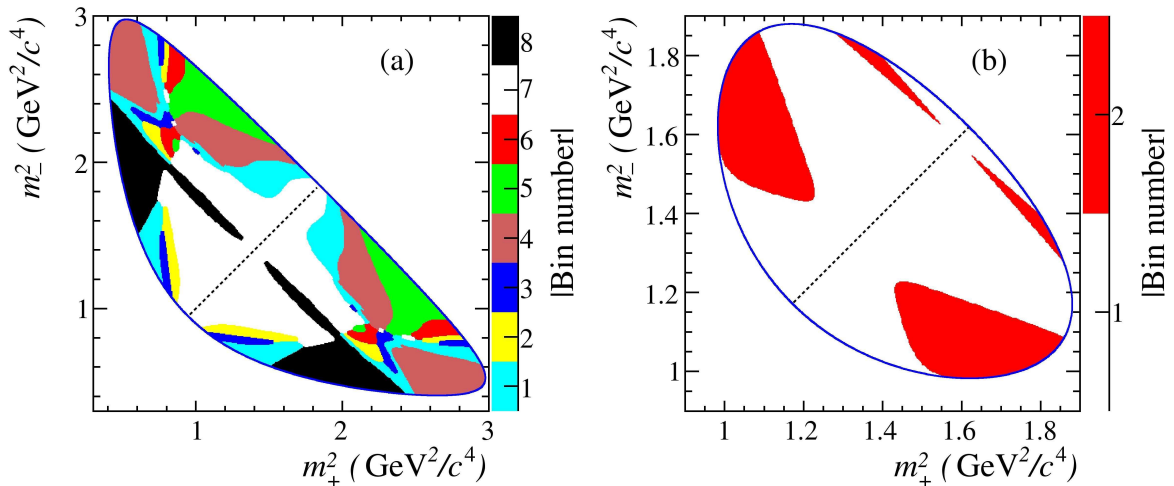 3
2
1
m²₋ (GeV²/c⁴)
(a)
1 2 3
m²₊ (GeV²/c⁴)
8
7
6
5
4
3
2
1
|Bin number|
1.8
1.6
1.4
1.2
1
m²₋ (GeV²/c⁴)
(b)
1 1.2 1.4 1.6 1.8
m²₊ (GeV²/c⁴)
2
1
|Bin number|